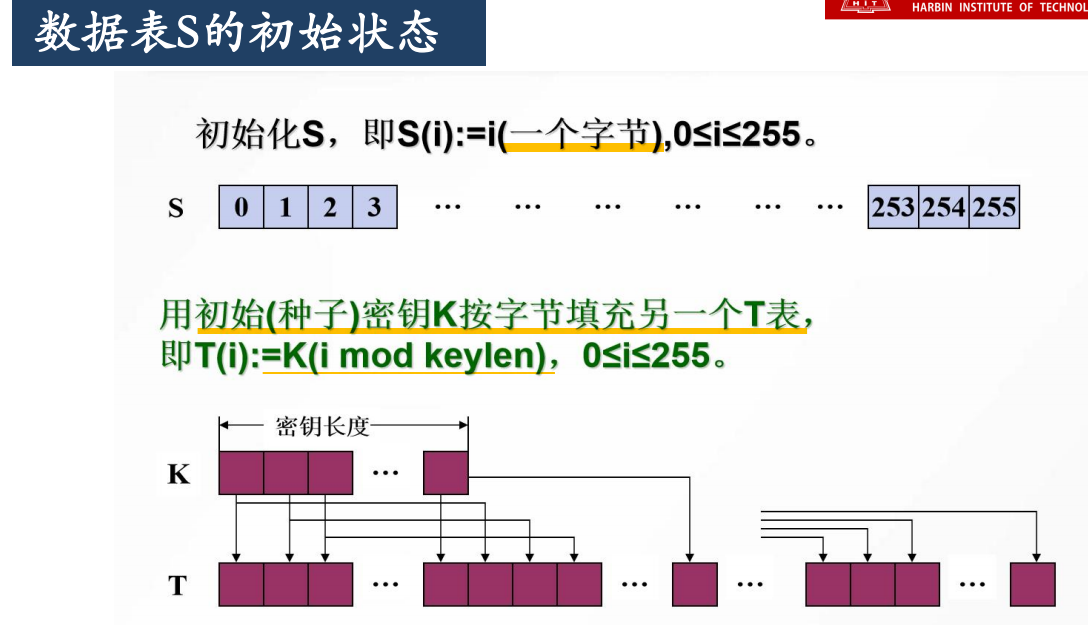 数据表S的初始状态
HIT
HARBIN INSTITUTE OF TECHNOL
初始化S，即S(i):=i(一个字节),0≤i≤255。
S 0 1 2 3 … … … … … … 253 254 255
用初始(种子)密钥K按字节填充另一个T表，
即T(i):=K(i mod keylen)，0≤i≤255。
密钥长度
K …
T … … … …